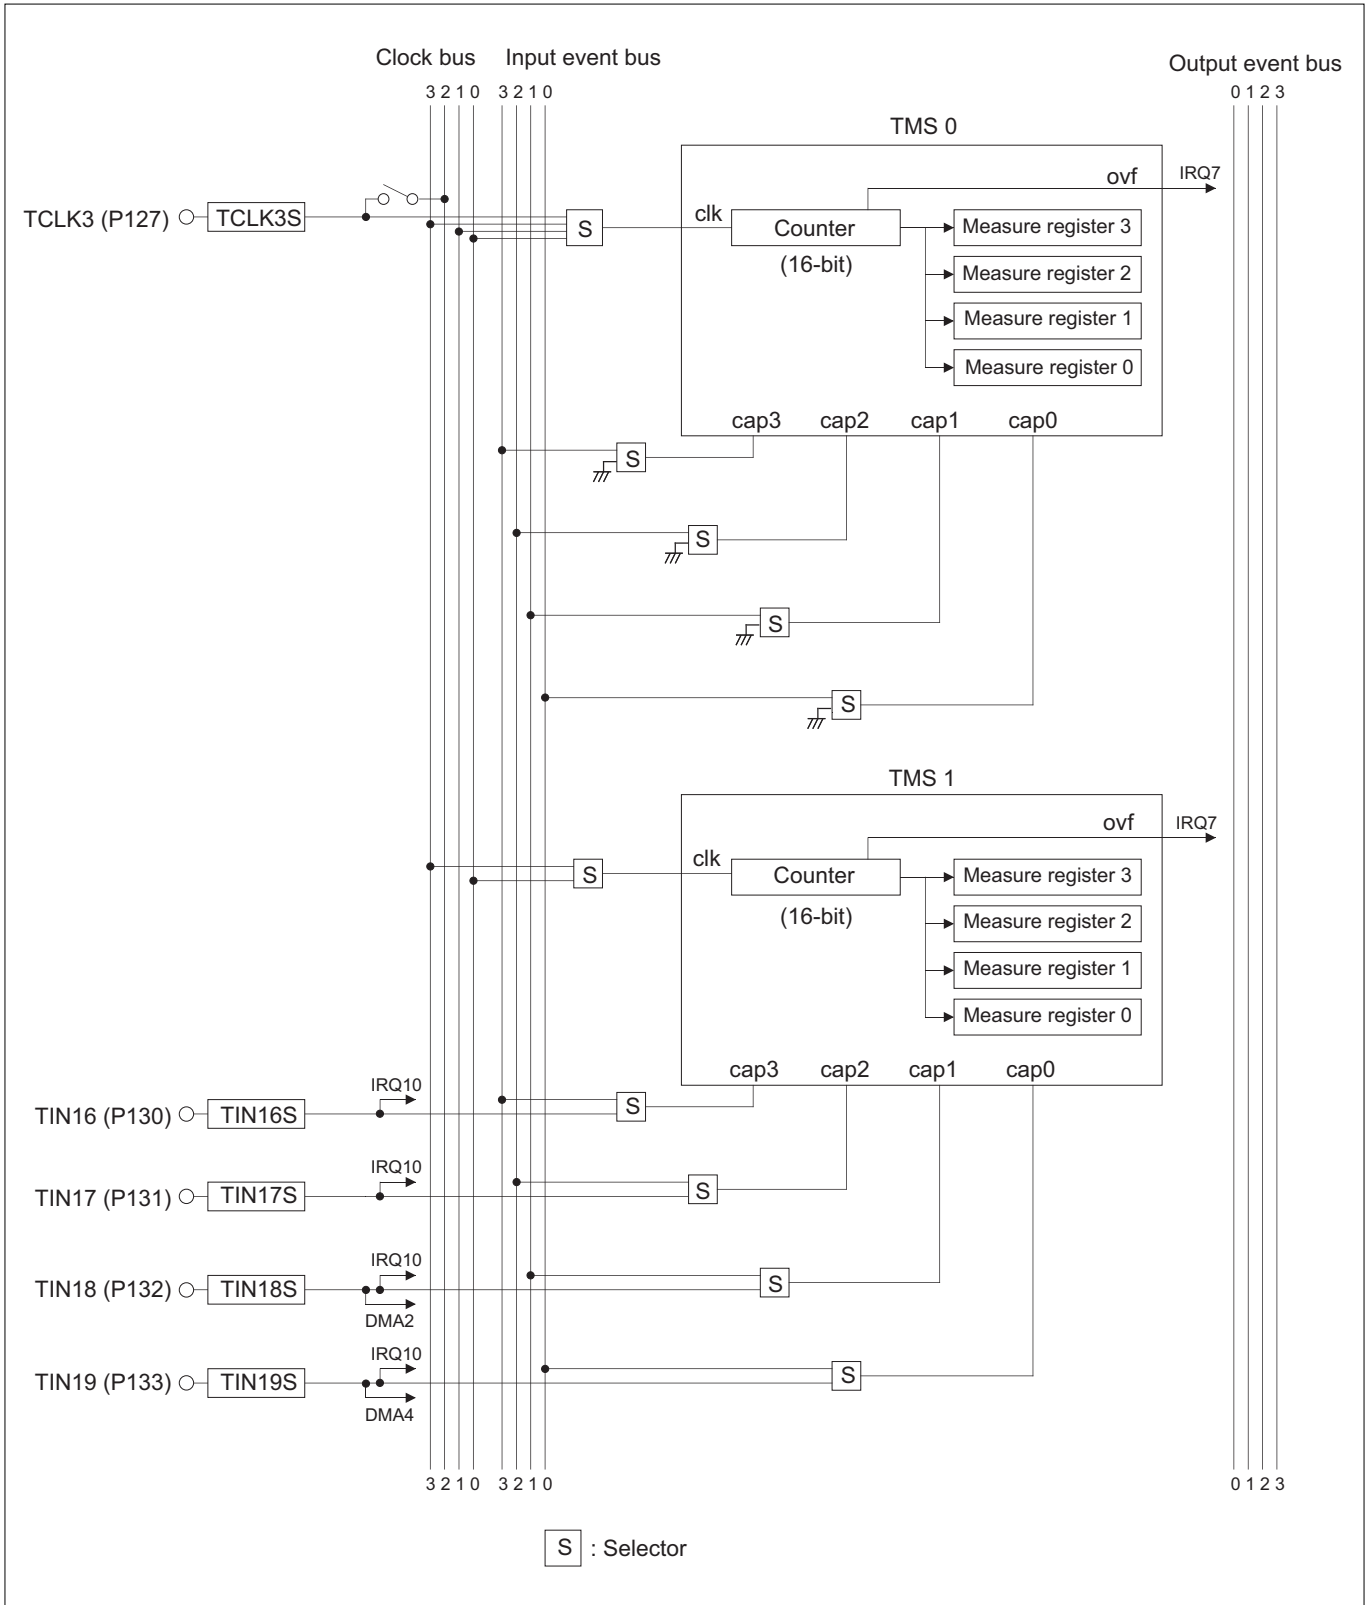 Clock bus Input event bus Output event bus
3 2 1 0 3 2 1 0 0 1 2 3
TMS 0
ovf IRQ7
TCLK3 (P127) TCLK3S S clk Counter Measure register 3
(16-bit) Measure register 2
Measure register 1
Measure register 0
cap3 cap2 cap1 cap0
S
S
S
S
TMS 1
ovf IRQ7
S clk Counter Measure register 3
(16-bit) Measure register 2
Measure register 1
Measure register 0
cap3 cap2 cap1 cap0
IRQ10
TIN16 (P130) TIN16S S
IRQ10
TIN17 (P131) TIN17S S
IRQ10
TIN18 (P132) TIN18S S
DMA2
IRQ10
TIN19 (P133) TIN19S S
DMA4
3 2 1 0 3 2 1 0 0 1 2 3
S : Selector